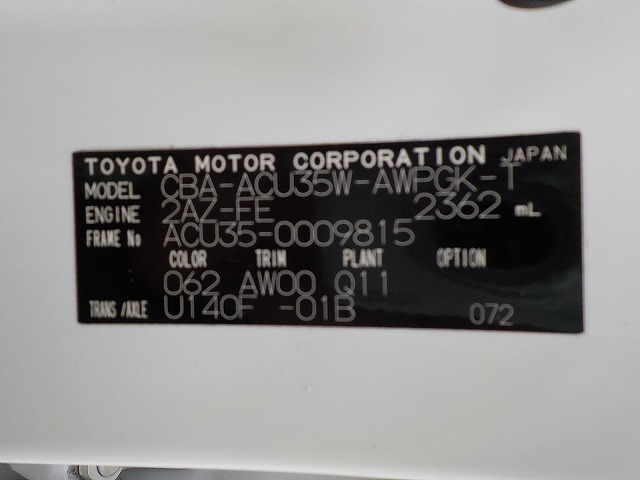 TOYOTA MOTOR CORPORATION JAPAN
MODEL CBA-ACU35W-AWPGK-T
ENGINE 2AZ-FE 2362 mL
FRAME No ACU35-0009815
COLOR TRIM PLANT OPTION
062 AW00 Q11
TRANS/AXLE U140F -01B 072